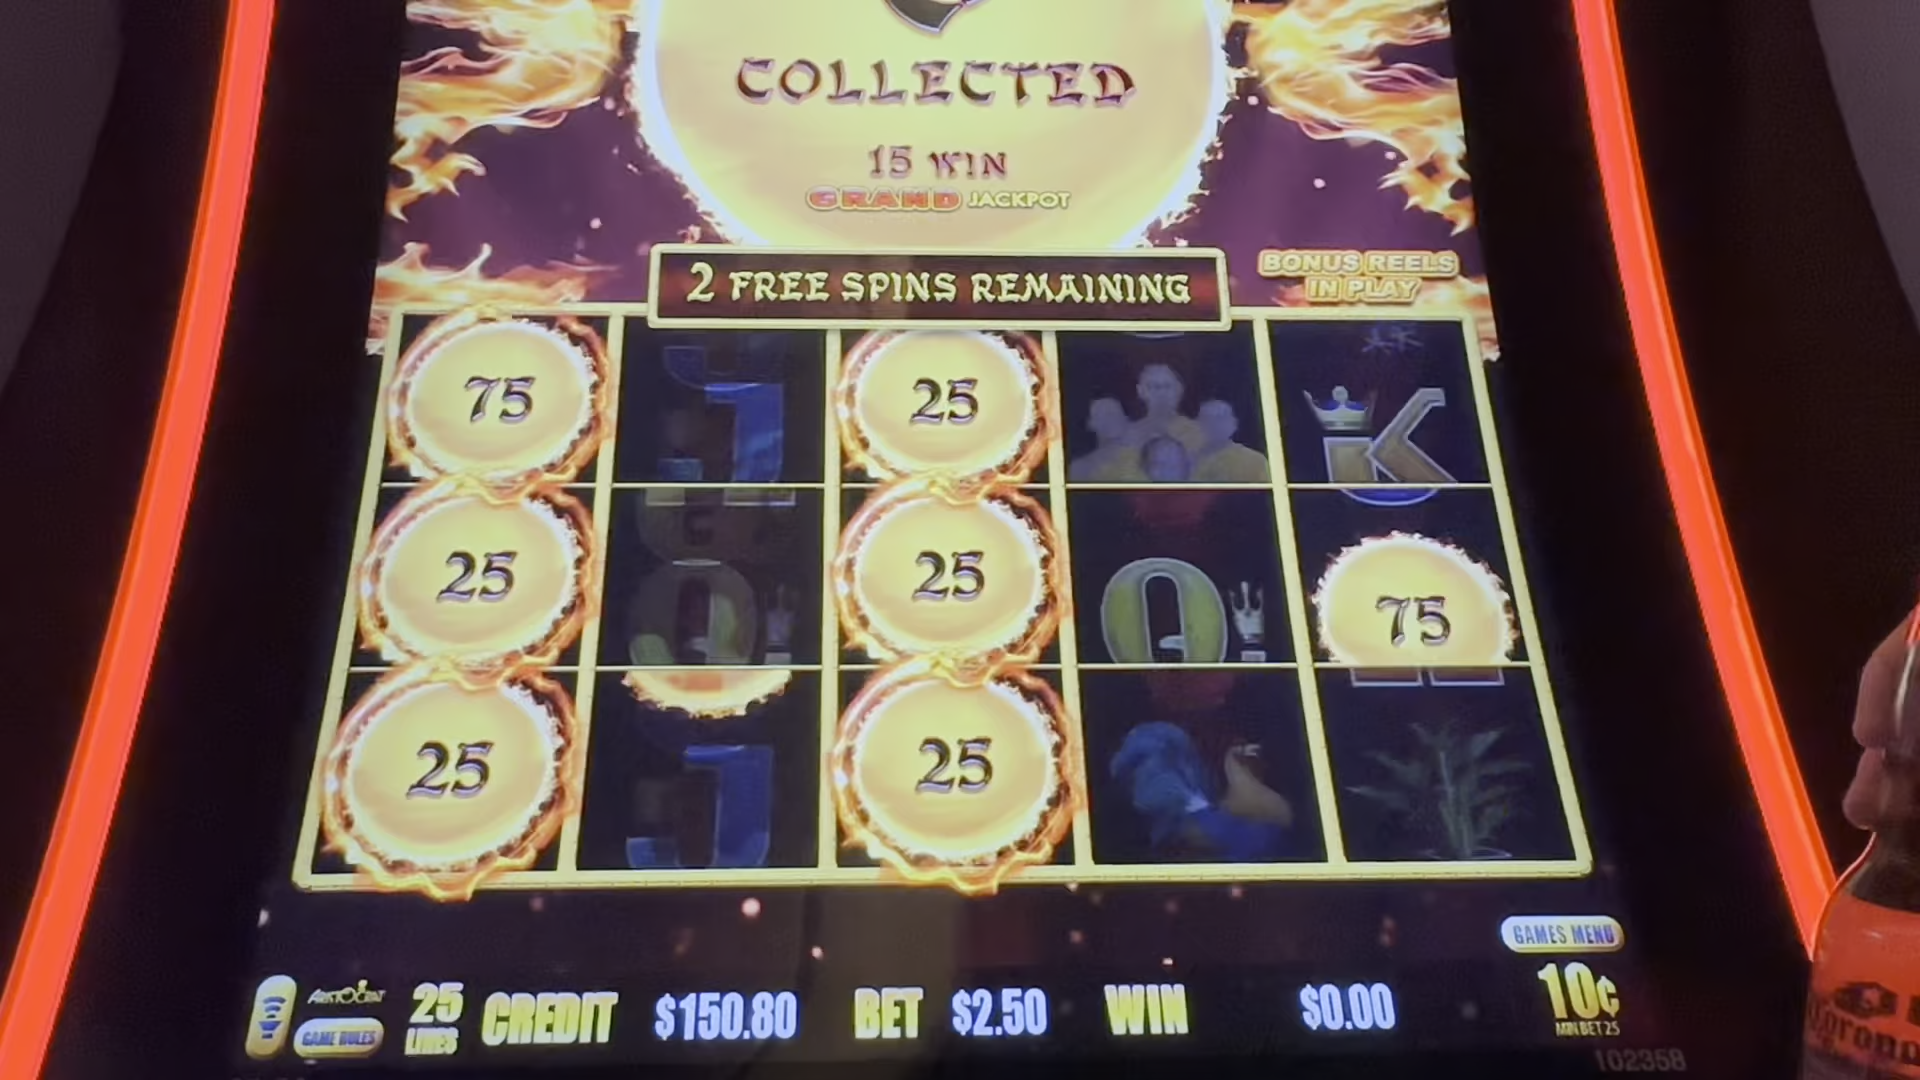 COLLECTED
15 WIN
GRAND JACKPOT
2 FREE SPINS REMAINING
BONUS REELS
IN PLAY
75
J
25
K
25
Q
25
Q
75
25
J
25
GAMES MENU
ARISTOCRAT
GAME RULES
25
LINES
CREDIT $150.80 BET $2.50 WIN $0.00
10¢
MIN BET 25
102358